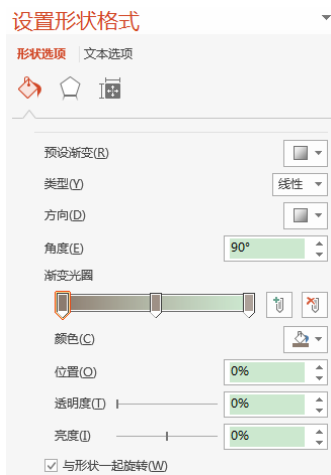 设置形状格式
形状选项 文本选项
预设渐变(R)
类型(Y) 线性
方向(D)
角度(E) 90°
渐变光圈
颜色(C)
位置(O) 0%
透明度(T) 0%
亮度(I) 0%
与形状一起旋转(W)